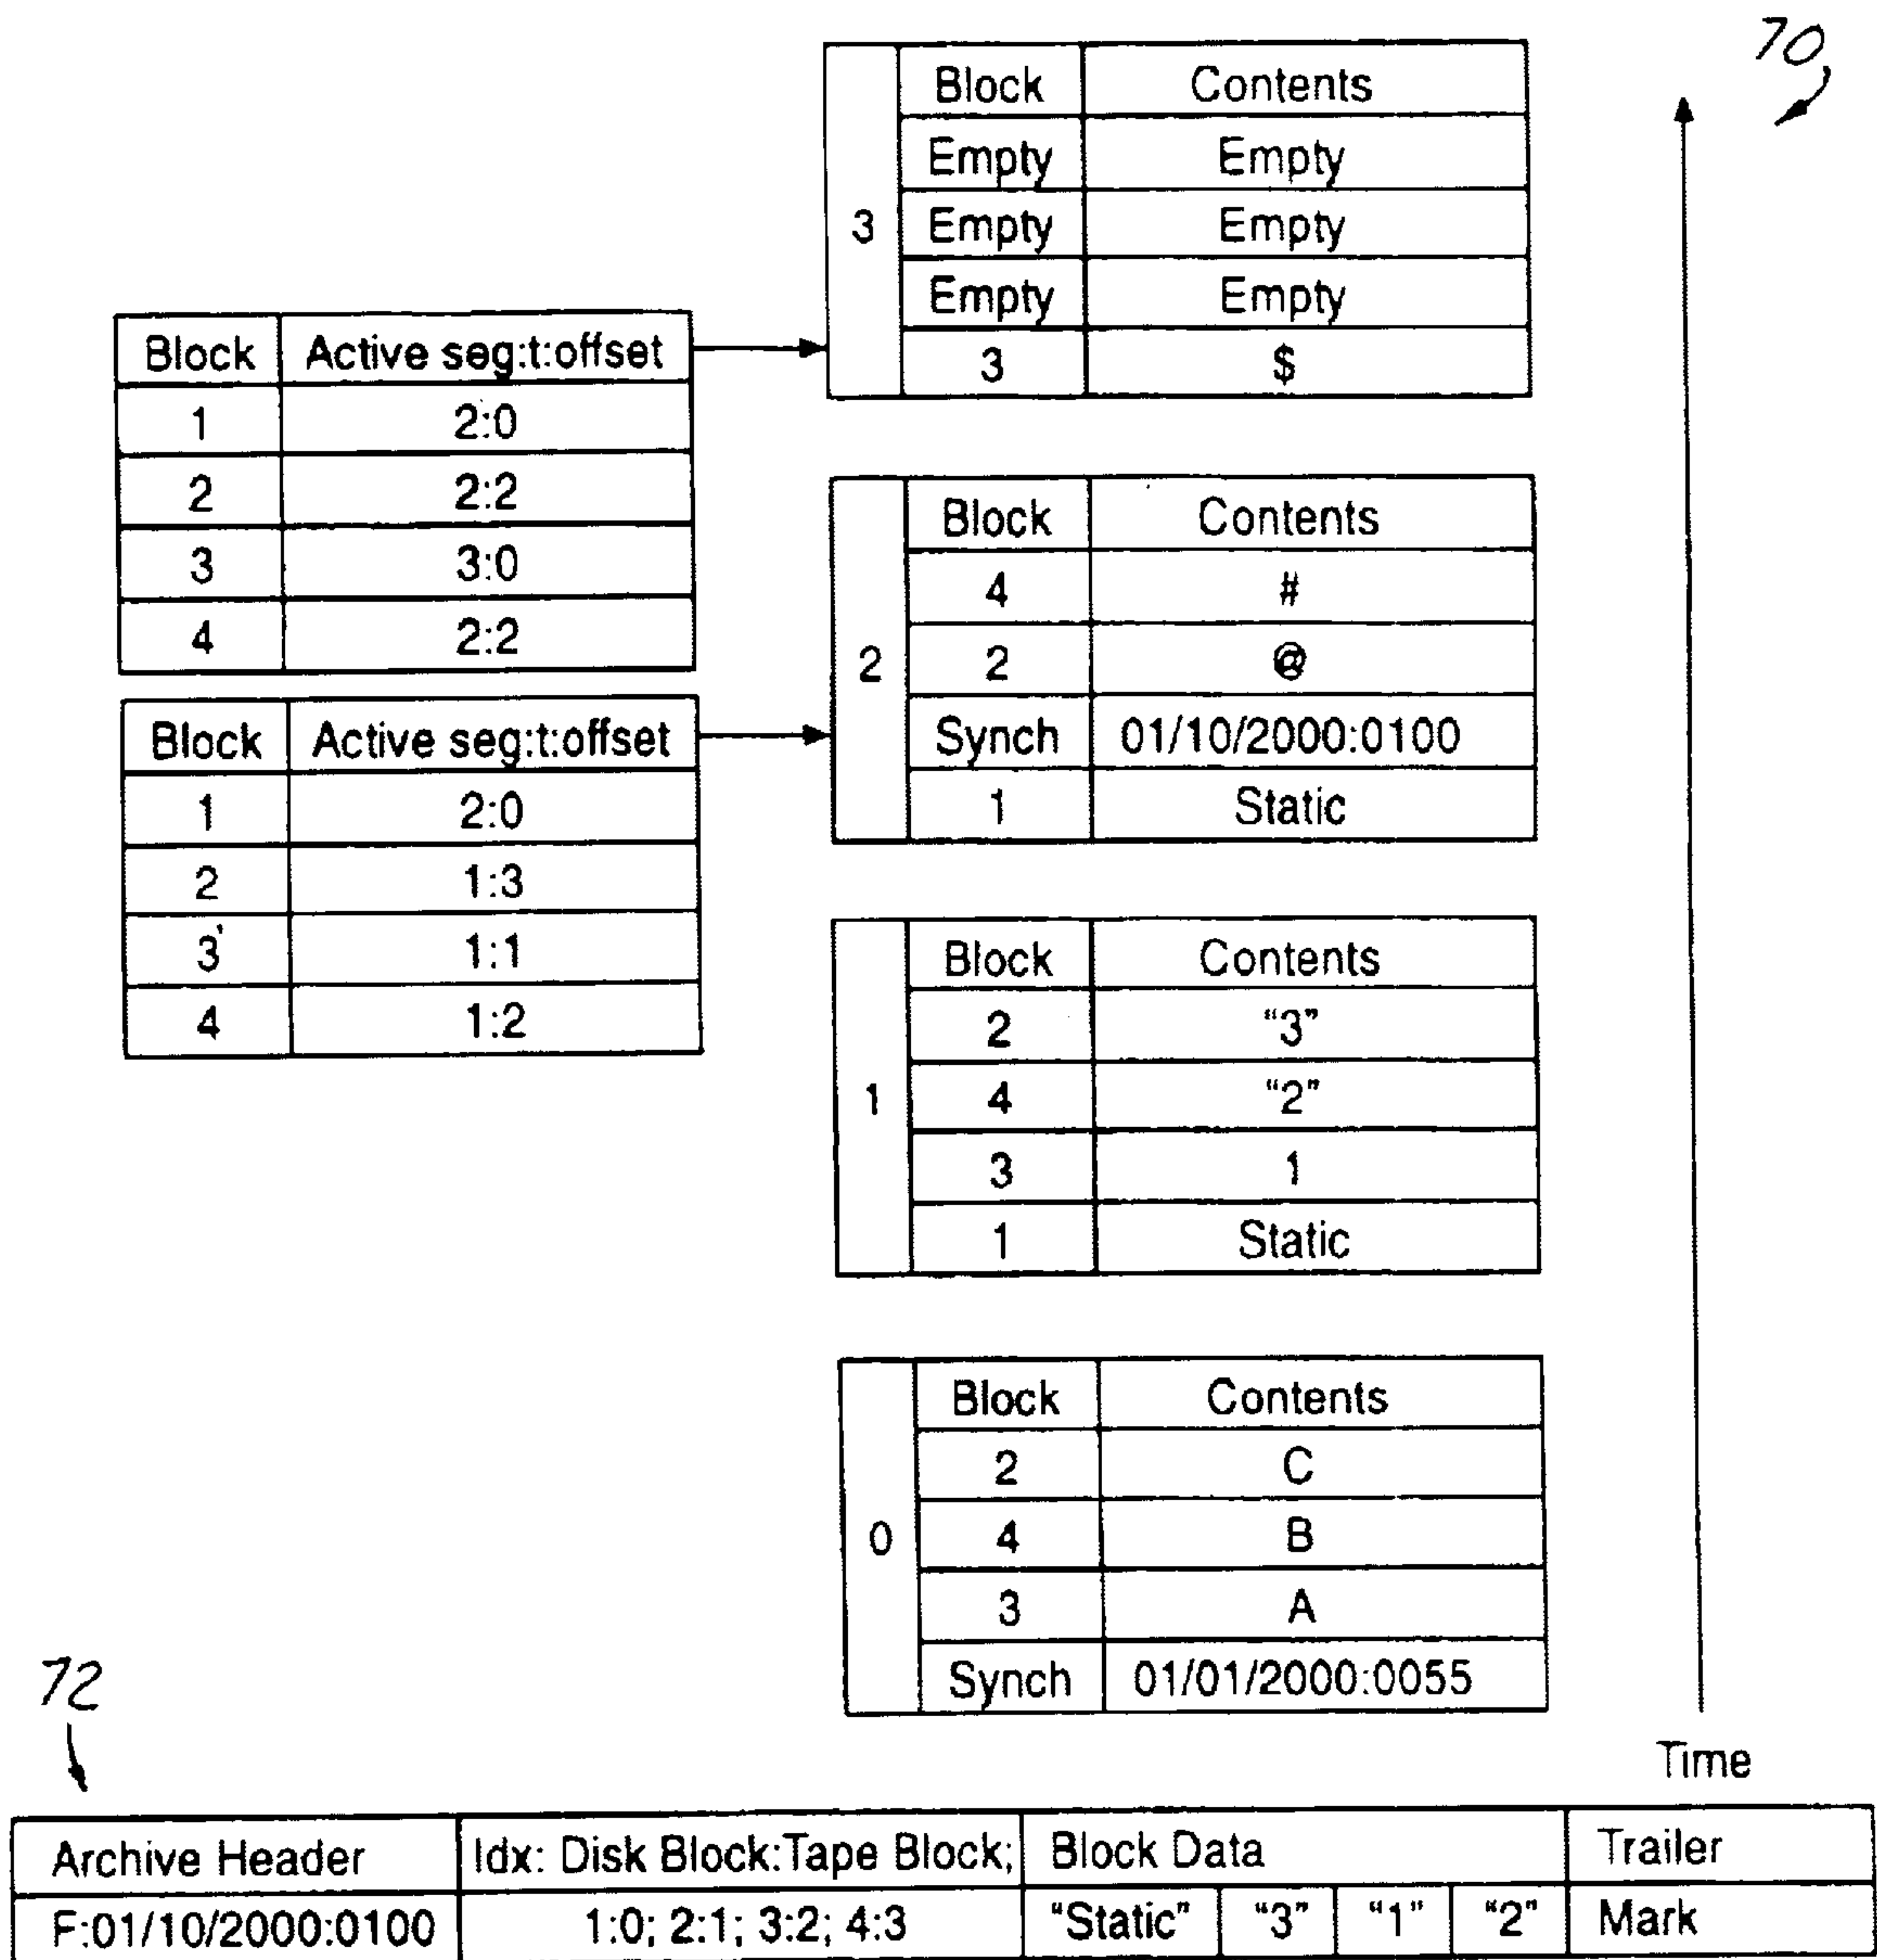 70
Block Contents
Empty Empty
3 Empty Empty
Empty Empty
3 $
Block Active seg:t:offset
1 2:0
2 2:2
3 3:0
4 2:2
Block Contents
4 #
2 2 @
Synch 01/10/2000:0100
1 Static
Block Active seg:t:offset
1 2:0
2 1:3
3' 1:1
4 1:2
Block Contents
2 “3”
1 4 “2”
3 1
1 Static
Block Contents
2 C
0 4 B
3 A
Synch 01/01/2000:0055
Time
72
Archive Header Idx: Disk Block:Tape Block; Block Data Trailer
F:01/10/2000:0100 1:0; 2:1; 3:2; 4:3 “Static” “3” “1” “2” Mark